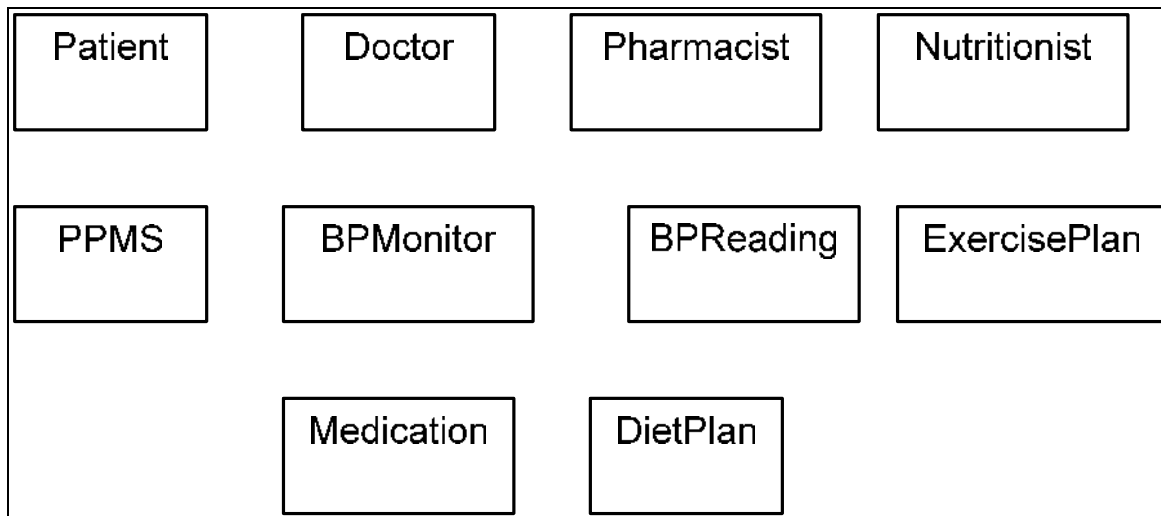 Patient
Doctor
Pharmacist
Nutritionist
PPMS
BPMonitor
BPReading
ExercisePlan
Medication
DietPlan